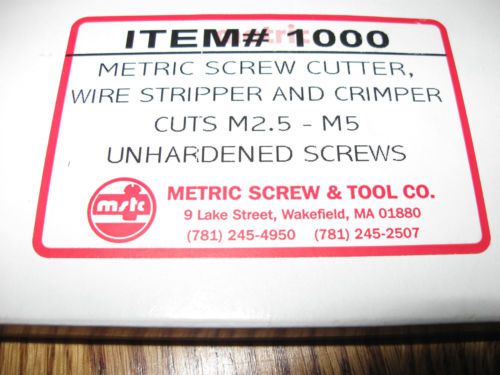 ITEM# 1000
METRIC SCREW CUTTER,
WIRE STRIPPER AND CRIMPER
CUTS M2.5 - M5
UNHARDENED SCREWS
mstc
METRIC SCREW & TOOL CO.
9 Lake Street, Wakefield, MA 01880
(781) 245-4950 (781) 245-2507